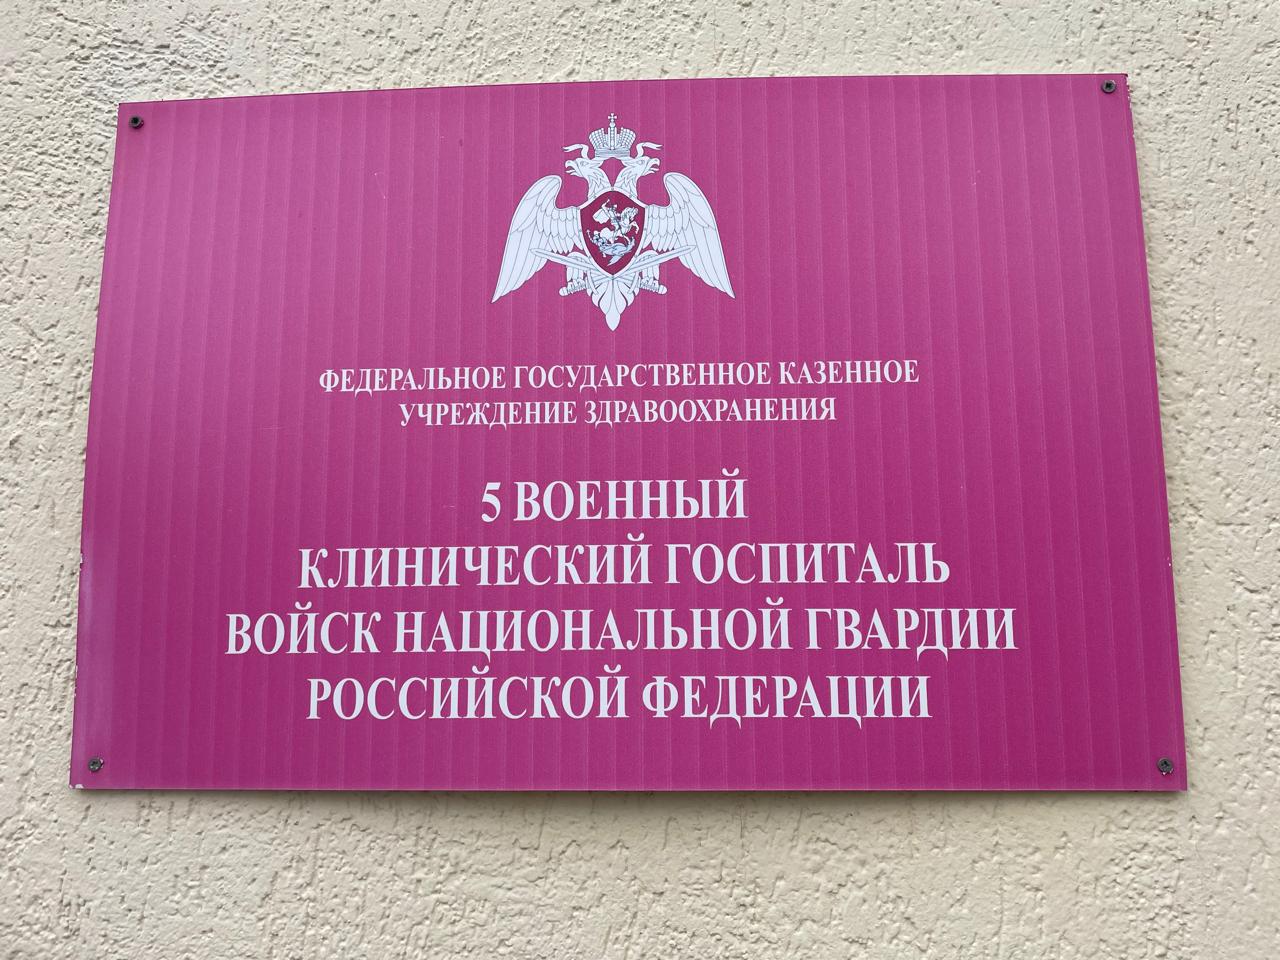 ФЕДЕРАЛЬНОЕ ГОСУДАРСТВЕННОЕ КАЗЕННОЕ
УЧРЕЖДЕНИЕ ЗДРАВООХРАНЕНИЯ
5 ВОЕННЫЙ
КЛИНИЧЕСКИЙ ГОСПИТАЛЬ
ВОЙСК НАЦИОНАЛЬНОЙ ГВАРДИИ
РОССИЙСКОЙ ФЕДЕРАЦИИ